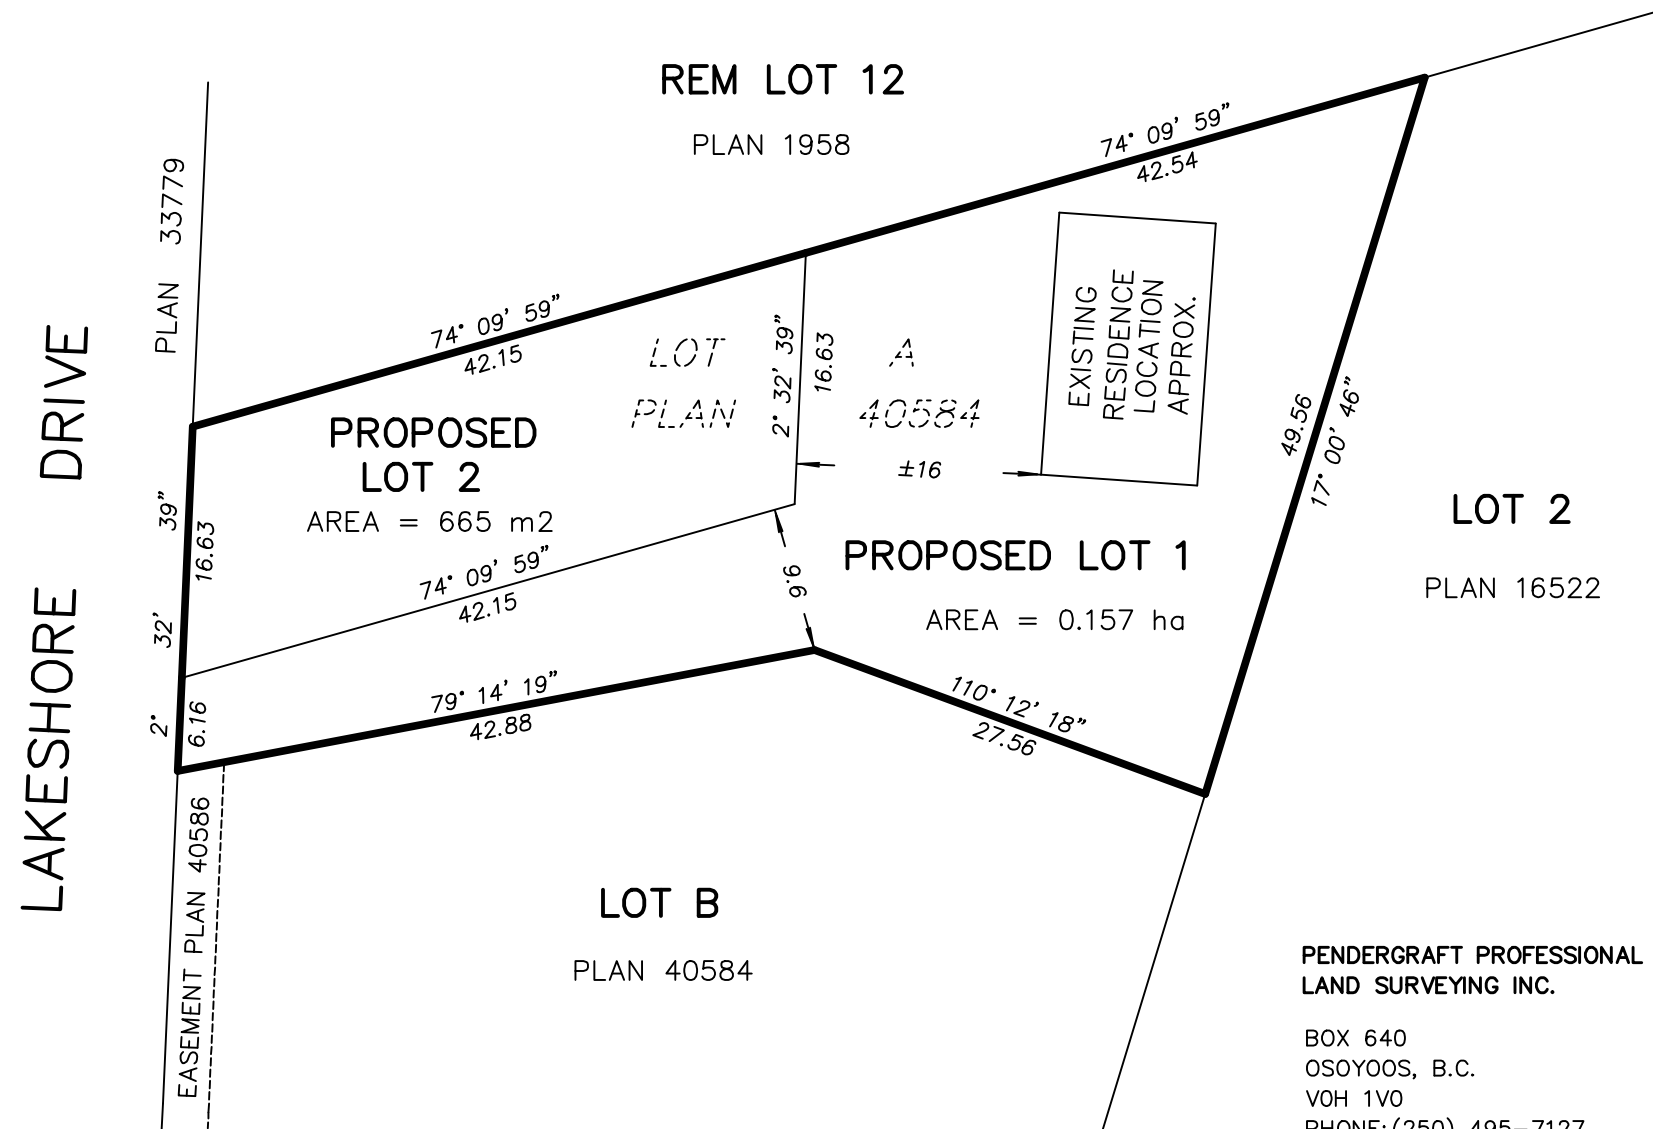 REM LOT 12
PLAN 1958
74° 09' 59"
42.54
PLAN 33779
74° 09' 59"
42.15
LOT A
PLAN 40584
2° 32' 39"
16.63
EXISTING
RESIDENCE
LOCATION
APPROX.
LAKESHORE DRIVE
PROPOSED
LOT 2
AREA = 665 m2
±16
49.56
17° 00' 46"
2° 32' 39"
16.63
74° 09' 59"
42.15
9.6
PROPOSED LOT 1
AREA = 0.157 ha
LOT 2
PLAN 16522
6.16
79° 14' 19"
42.88
110° 12' 18"
27.56
EASEMENT PLAN 40586
LOT B
PLAN 40584
PENDERGRAFT PROFESSIONAL
LAND SURVEYING INC.
BOX 640
OSOYOOS, B.C.
V0H 1V0
PHONE:(250) 495-7127